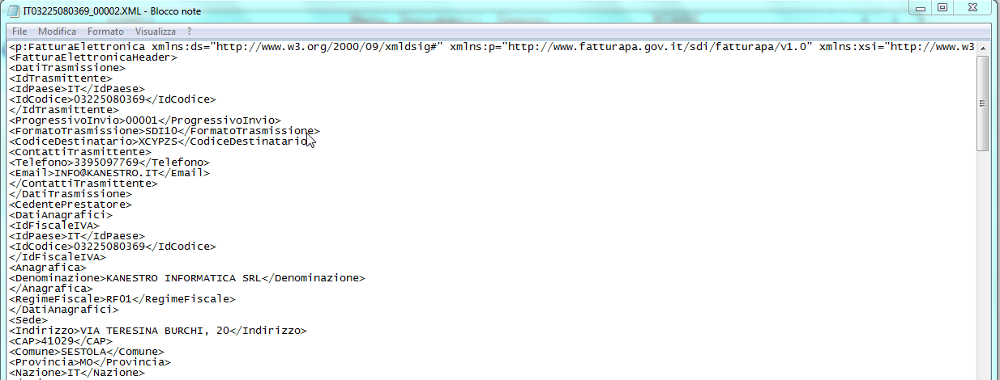 IT03225080369_00002.XML - Blocco note
File Modifica Formato Visualizza ?
<p:FatturaElettronica xmlns:ds="http://www.w3.org/2000/09/xmldsig#" xmlns:p="http://www.fatturapa.gov.it/sdi/fatturapa/v1.0" xmlns:xsi="http://www.w3
<FatturaElettronicaHeader>
<DatiTrasmissione>
<IdTrasmittente>
<IdPaese>IT</IdPaese>
<IdCodice>03225080369</IdCodice>
</IdTrasmittente>
<ProgressivoInvio>00001</ProgressivoInvio>
<FormatoTrasmissione>SDI10</FormatoTrasmissione>
<CodiceDestinatario>XCYPZS</CodiceDestinatario>
<ContattiTrasmittente>
<Telefono>3395097769</Telefono>
<Email>INFO@KANESTRO.IT</Email>
</ContattiTrasmittente>
</DatiTrasmissione>
<CedentePrestatore>
<DatiAnagrafici>
<IdFiscaleIVA>
<IdPaese>IT</IdPaese>
<IdCodice>03225080369</IdCodice>
</IdFiscaleIVA>
<Anagrafica>
<Denominazione>KANESTRO INFORMATICA SRL</Denominazione>
</Anagrafica>
<RegimeFiscale>RF01</RegimeFiscale>
</DatiAnagrafici>
<Sede>
<Indirizzo>VIA TERESINA BURCHI, 20</Indirizzo>
<CAP>41029</CAP>
<Comune>SESTOLA</Comune>
<Provincia>MO</Provincia>
<Nazione>IT</Nazione>